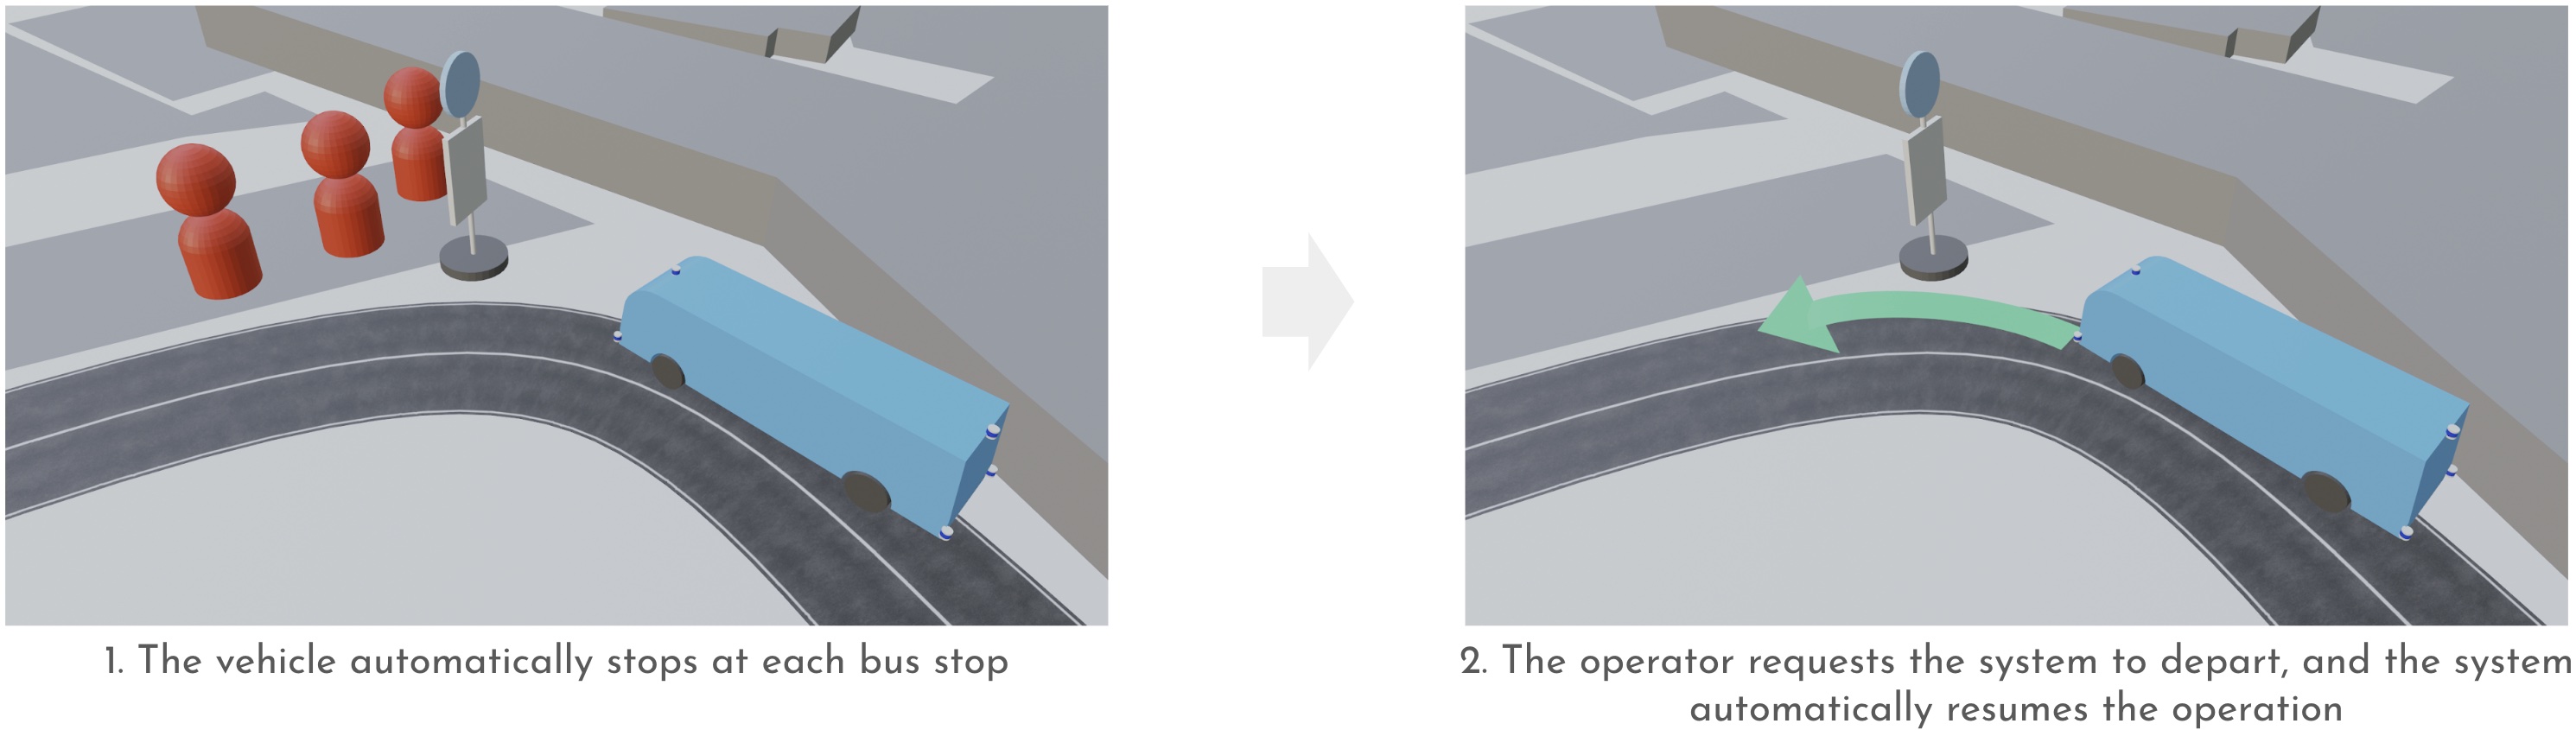 1. The vehicle automatically stops at each bus stop
2. The operator requests the system to depart, and the system
automatically resumes the operation